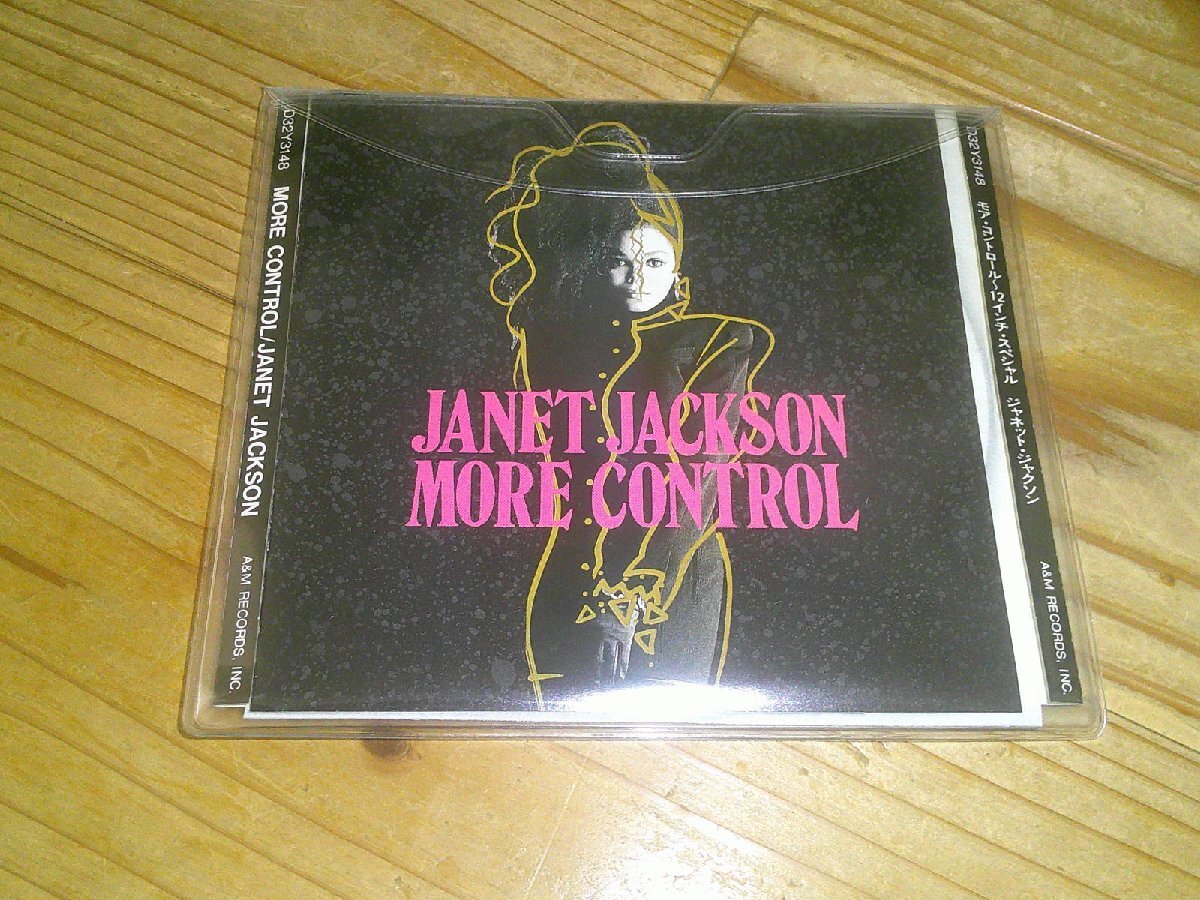 D32Y3148 MORE CONTROL/JANET JACKSON A&M RECORDS, INC.
JANET JACKSON
MORE CONTROL
D32Y3148 モア・コントロール〜12インチ・スペシャル ジャネット・ジャクソン A&M RECORDS, INC.